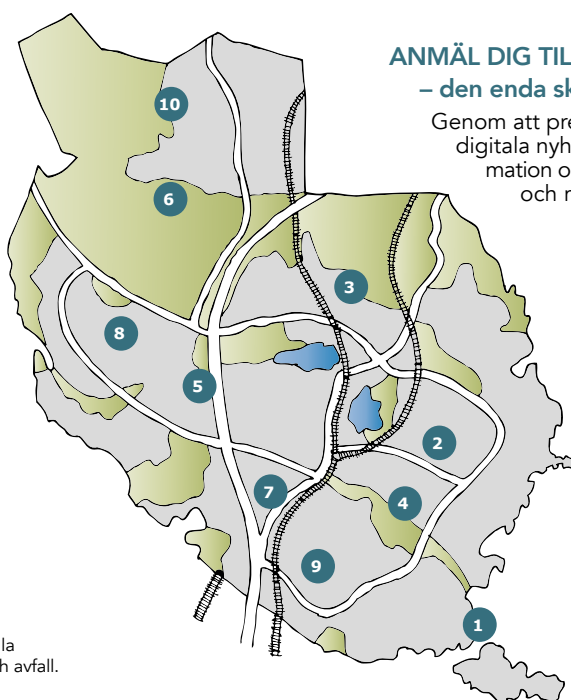 ANMÄL DIG TIL
– den enda sk
Genom att pre
digitala nyh
mation o
och
10
6
3
8
5
2
7
4
9
1
la
h avfall.